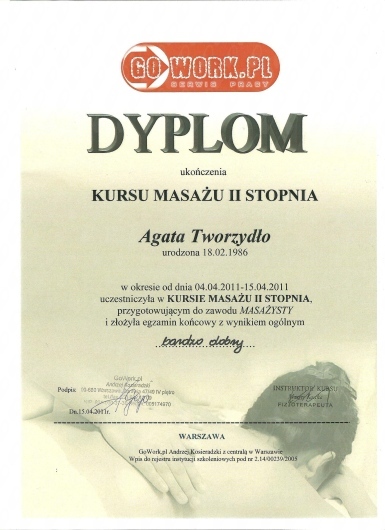 GOWORK.PL
SERWIS PRACY
DYPLOM
ukończenia
KURSU MASAŻU II STOPNIA
Agata Tworzydło
urodzona 18.02.1986
w okresie od dnia 04.04.2011-15.04.2011
uczestniczyła w KURSIE MASAŻU II STOPNIA,
przygotowującym do zawodu MASAŻYSTY
i złożyła egzamin końcowy z wynikiem ogólnym
bardzo dobry
GoWork.pl
Podpis:
INSTRUKTOR KURSU
FIZJOTERAPEUTA
Dn.15.04.2011r.
WARSZAWA
GoWork.pl Andrzej Kosieradzki z centralą w Warszawie
Wpis do rejestru instytucji szkoleniowych pod nr 2.14/00239/2005